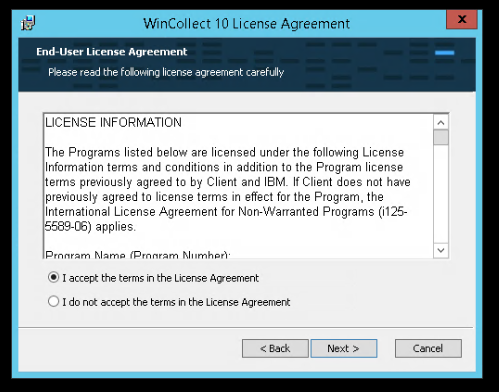 WinCollect 10 License Agreement
x
End-User License Agreement
Please read the following license agreement carefully
LICENSE INFORMATION
The Programs listed below are licensed under the following License
Information terms and conditions in addition to the Program license
terms previously agreed to by Client and IBM. If Client does not have
previously agreed to license terms in effect for the Program, the
International License Agreement for Non-Warranted Programs (i125-
5589-06) applies.
Program Name (Program Number):
I accept the terms in the License Agreement
I do not accept the terms in the License Agreement
< Back Next > Cancel